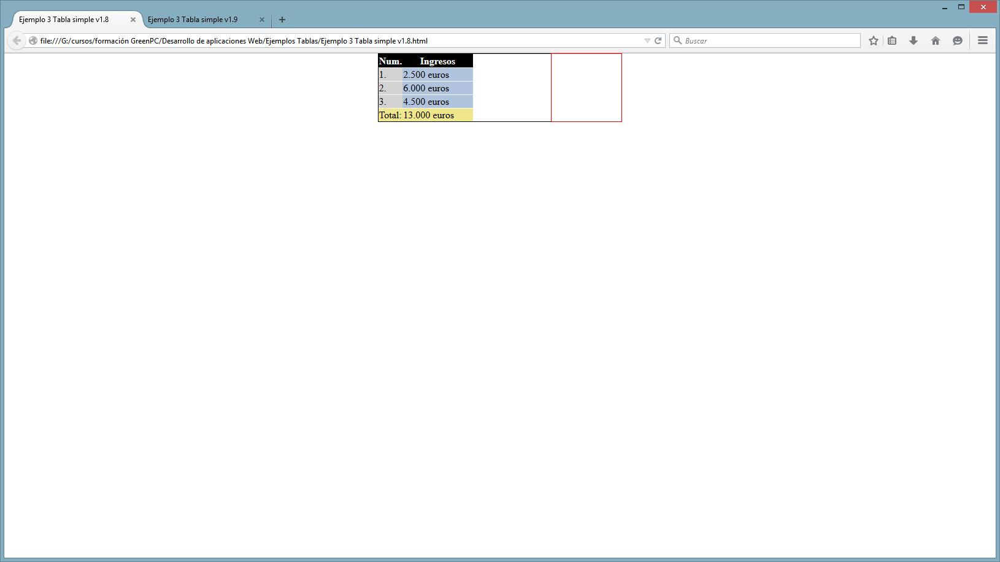 Ejemplo 3 Tabla simple v1.8
Ejemplo 3 Tabla simple v1.9
file:///G:/cursos/formación GreenPC/Desarrollo de aplicaciones Web/Ejemplos Tablas/Ejemplo 3 Tabla simple v1.8.html
Buscar
Num. Ingresos
1. 2.500 euros
2. 6.000 euros
3. 4.500 euros
Total: 13.000 euros